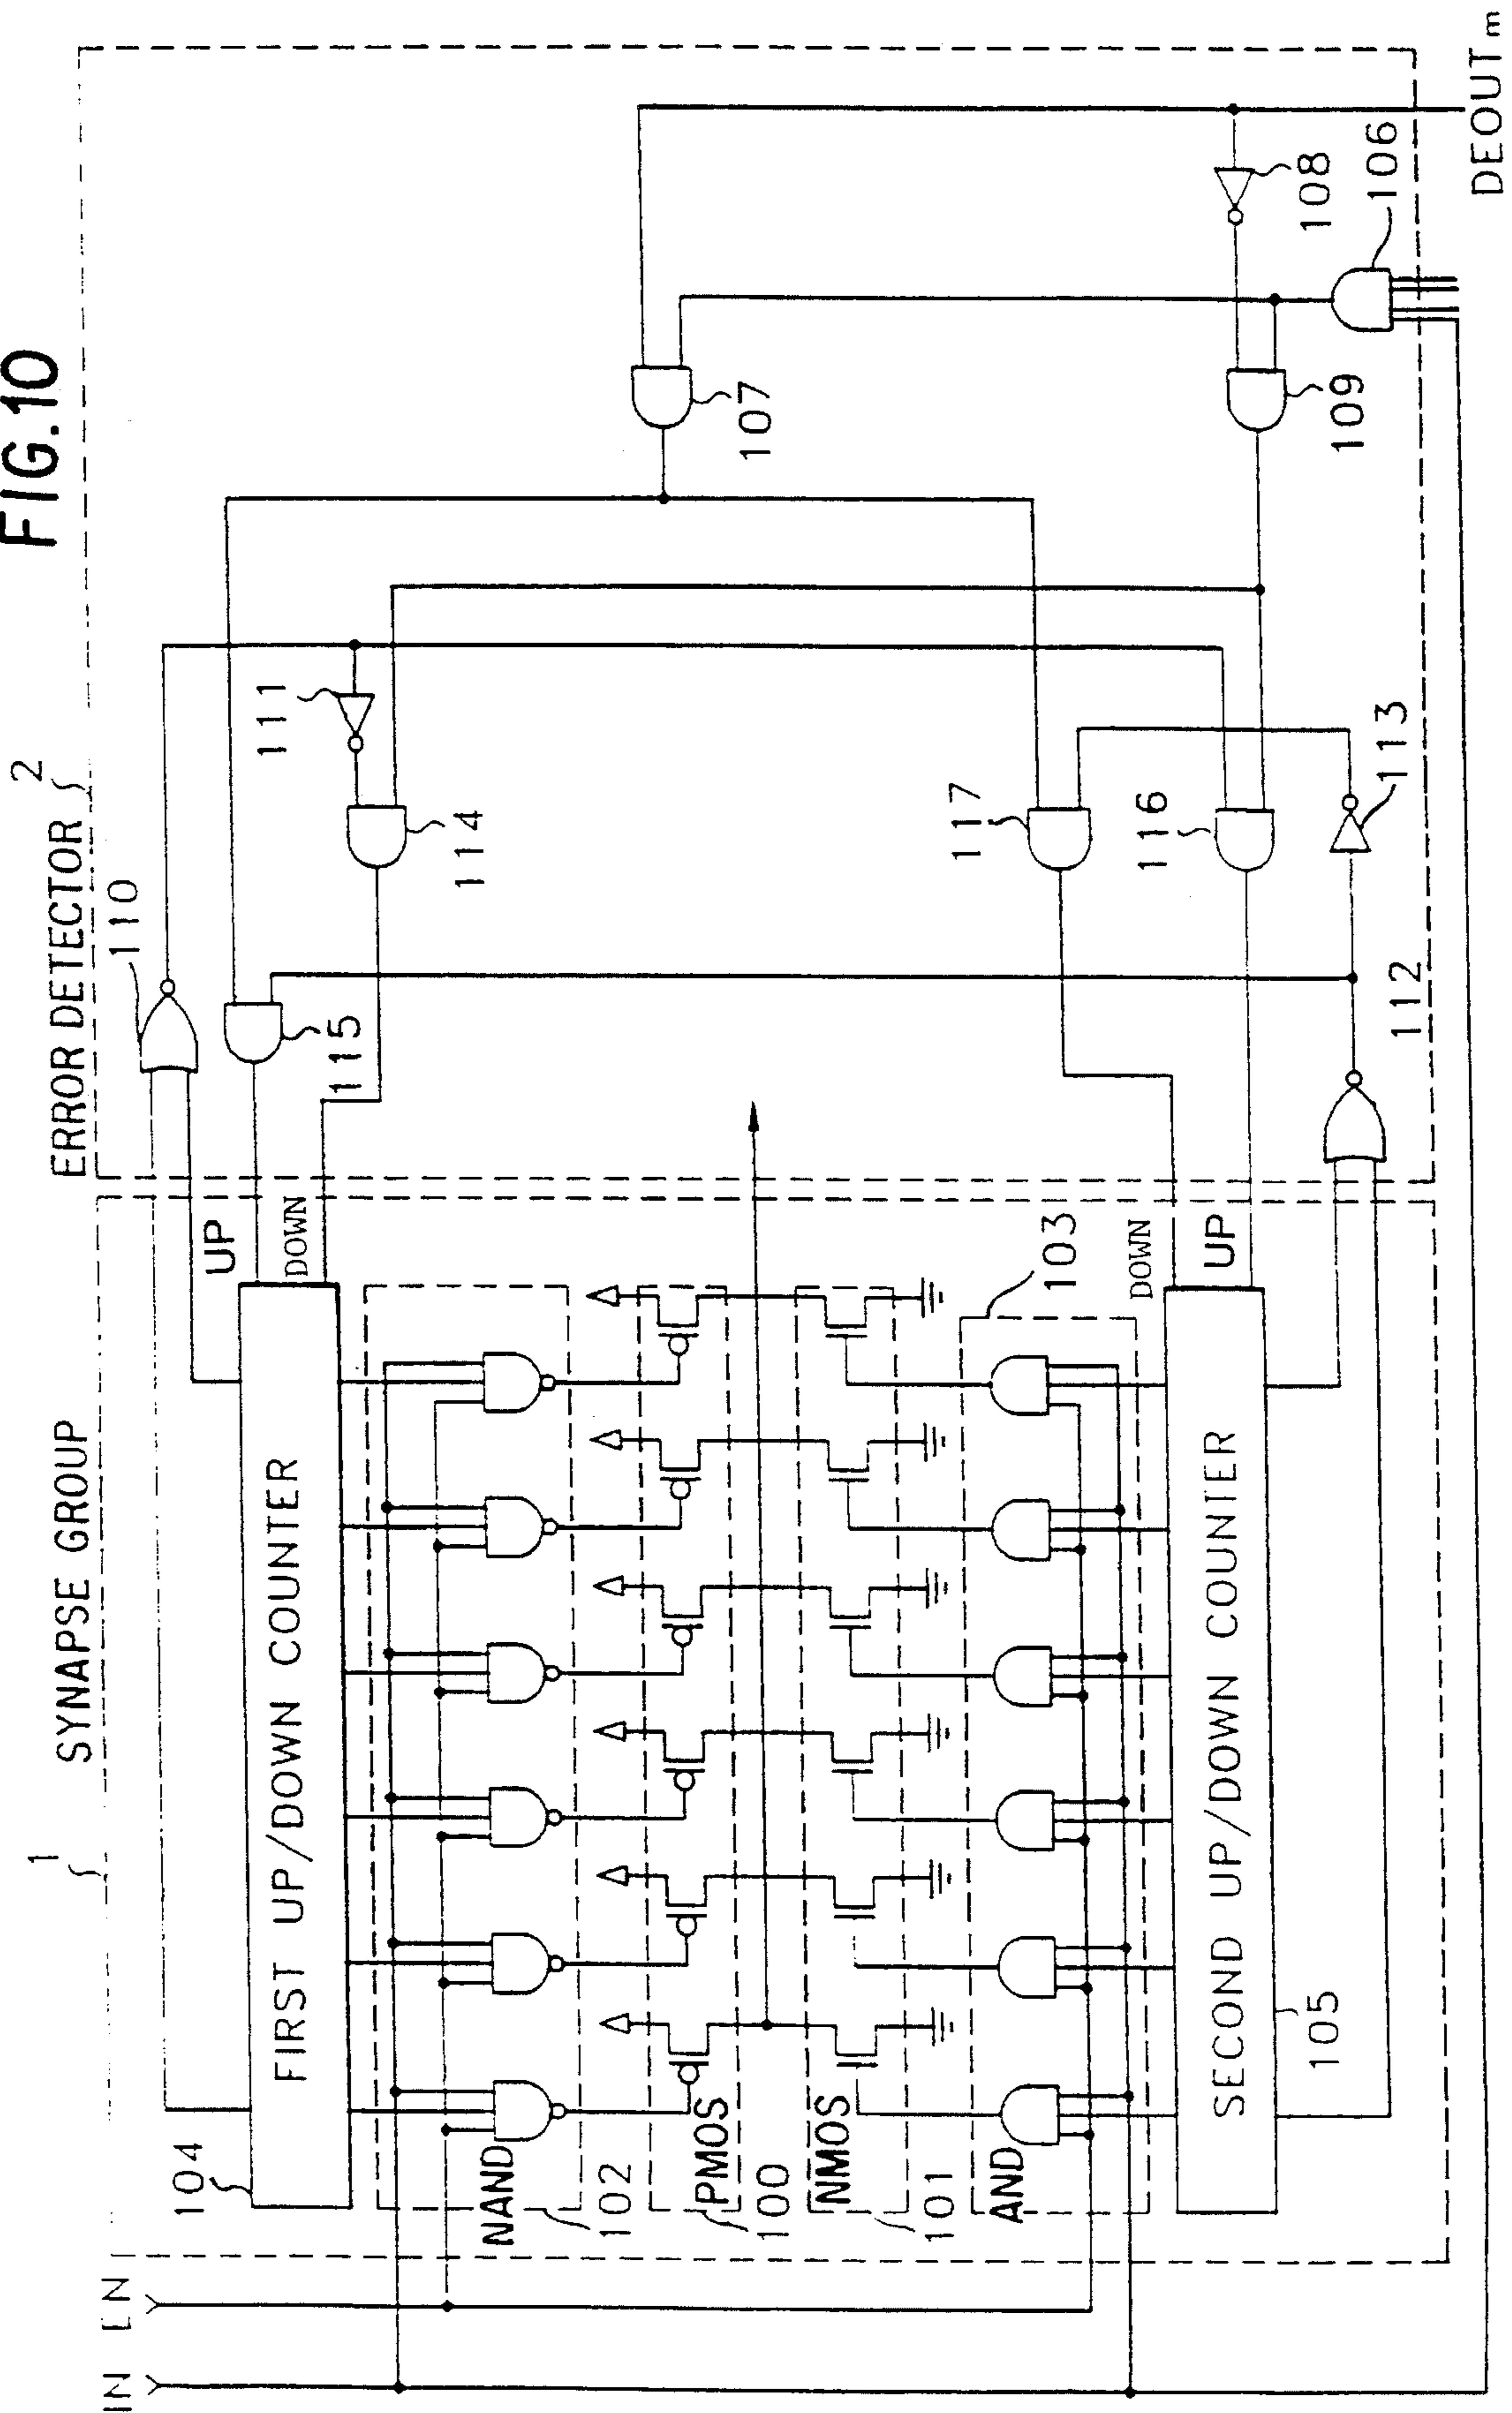 FIG.10
ERROR DETECTOR 2
SYNAPSE GROUP
1
IN
EN
104
FIRST UP/DOWN COUNTER
UP
DOWN
110
115
111
114
107
NAND
102
PMOS
100
NMOS
101
AND
103
SECOND UP/DOWN COUNTER
105
DOWN
UP
117
116
113
112
109
108
106
DEOUTm